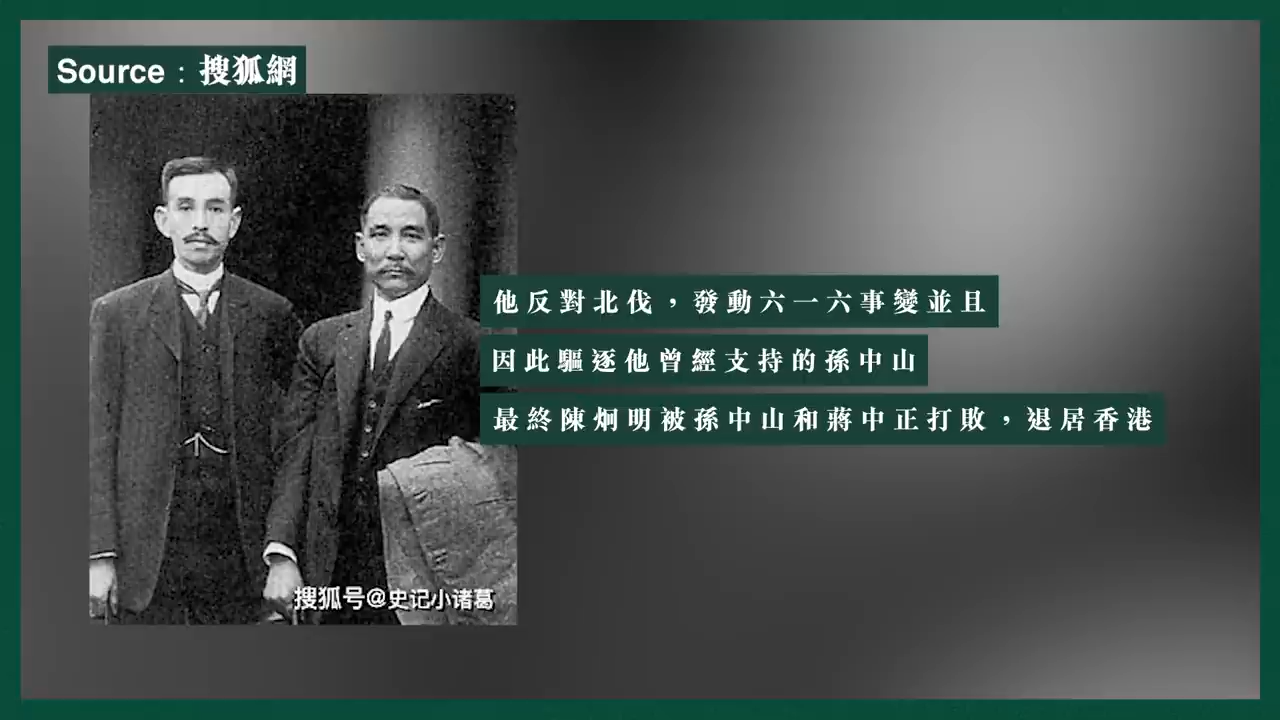 Source：搜狐網
他反對北伐，發動六一六事變並且
因此驅逐他曾經支持的孫中山
最終陳炯明被孫中山和蔣中正打敗，退居香港
搜狐号@史记小诸葛